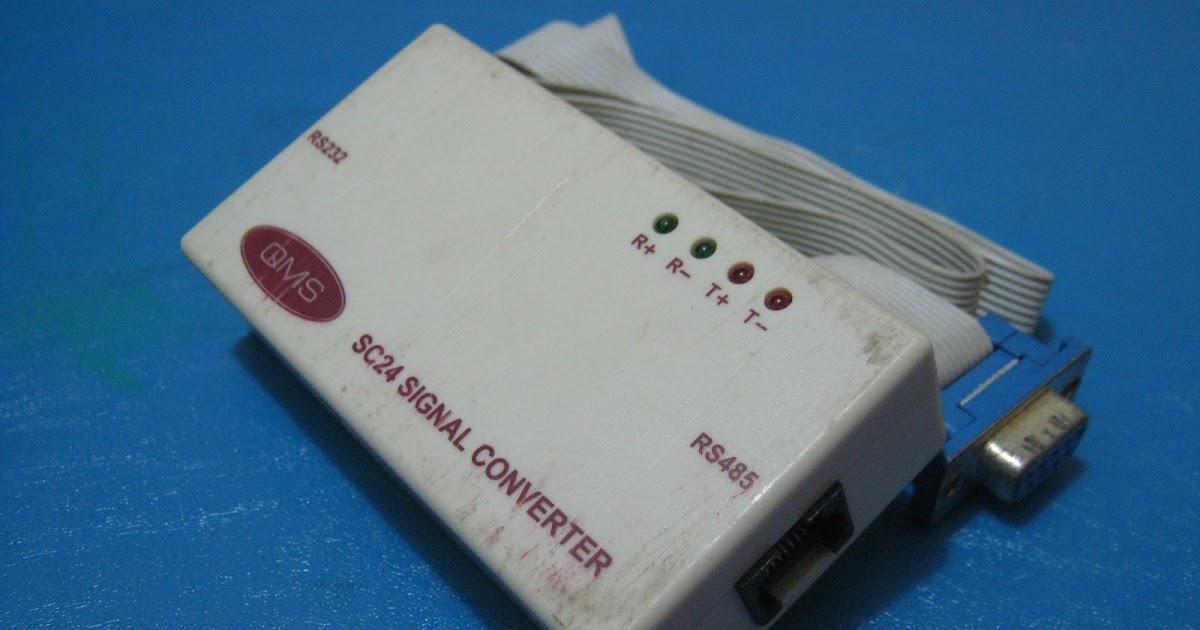 RS232
QMS
R+ R- T+ T-
SC24 SIGNAL CONVERTER
RS485